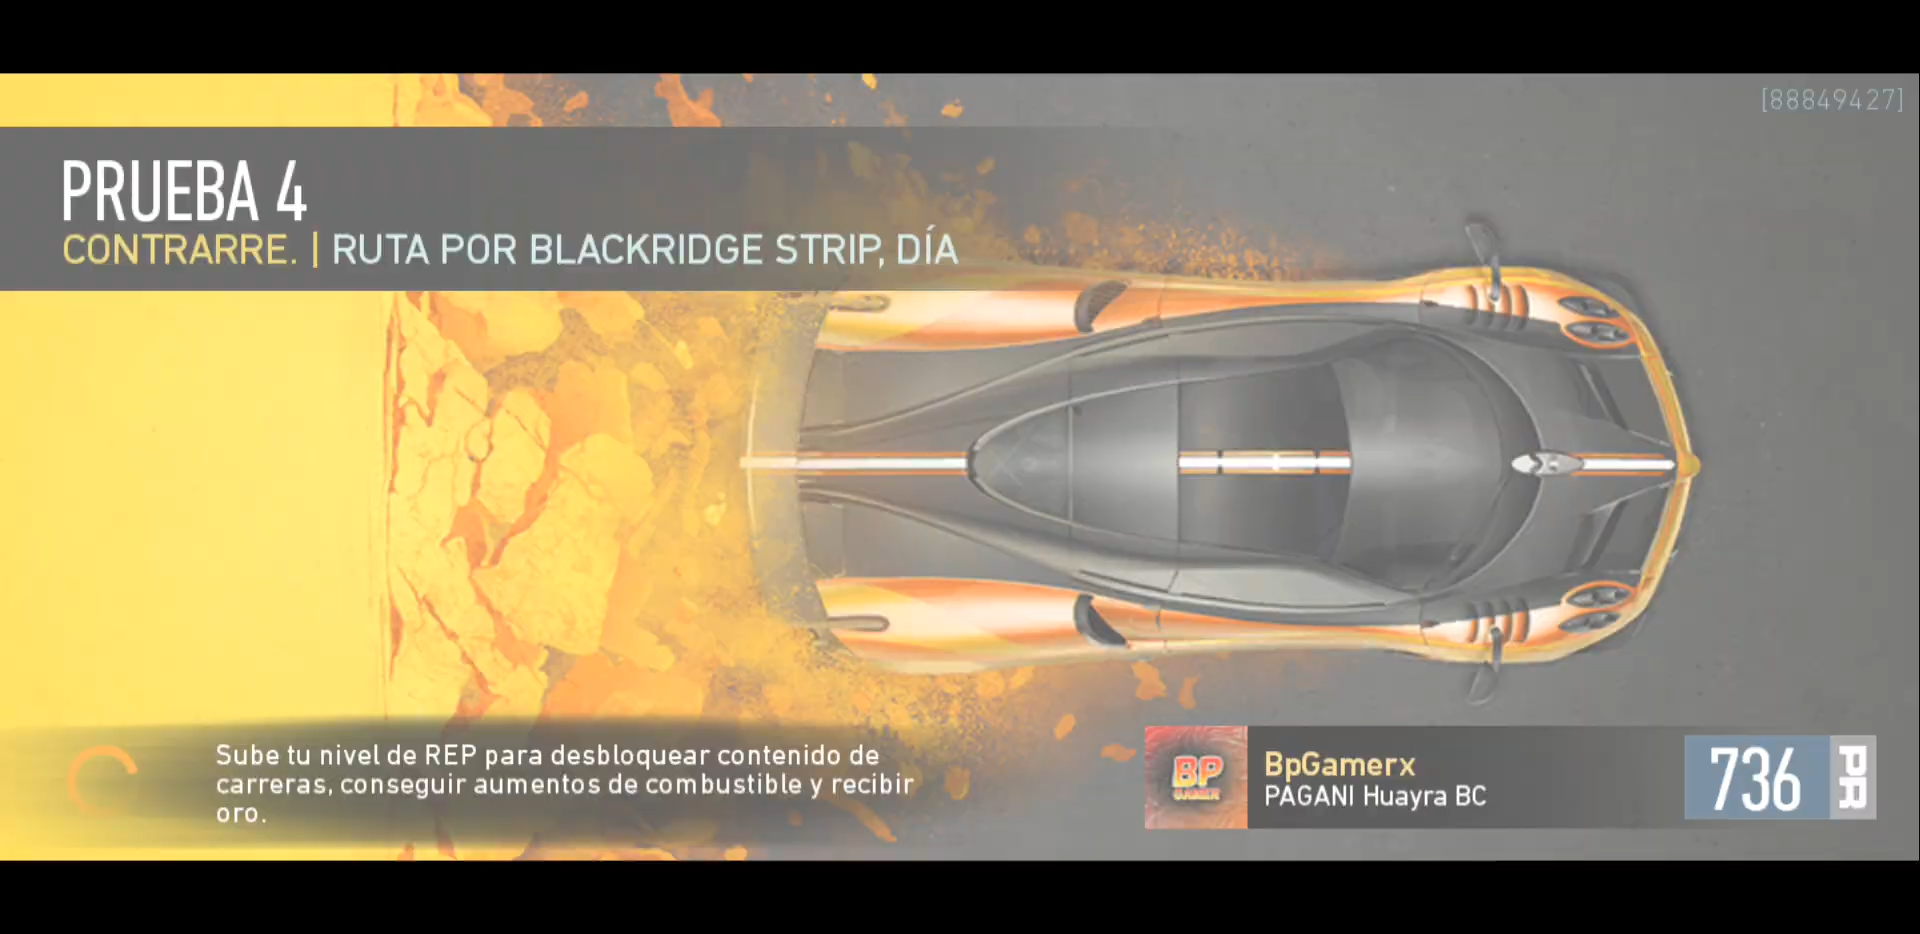 [88849427]
PRUEBA 4
CONTRARRE. | RUTA POR BLACKRIDGE STRIP, DÍA
Sube tu nivel de REP para desbloquear contenido de
carreras, conseguir aumentos de combustible y recibir
oro.
BP
GAMER
BpGamerx
PAGANI Huayra BC
736
PR